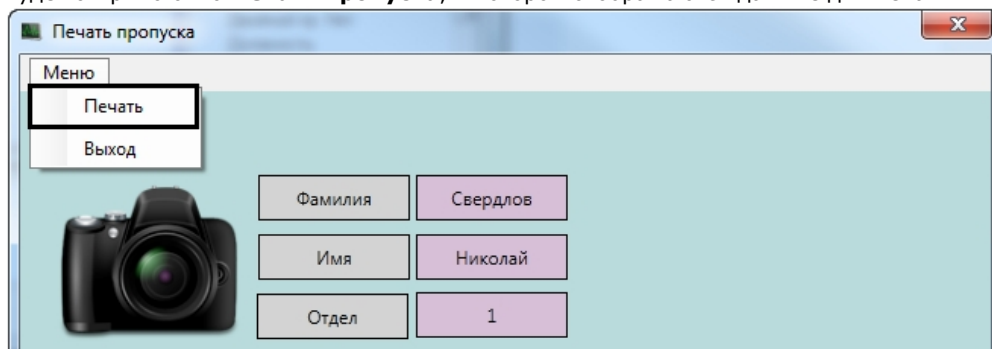 Печать пропуска
Меню
Печать
Выход
Фамилия Свердлов
Имя Николай
Отдел 1